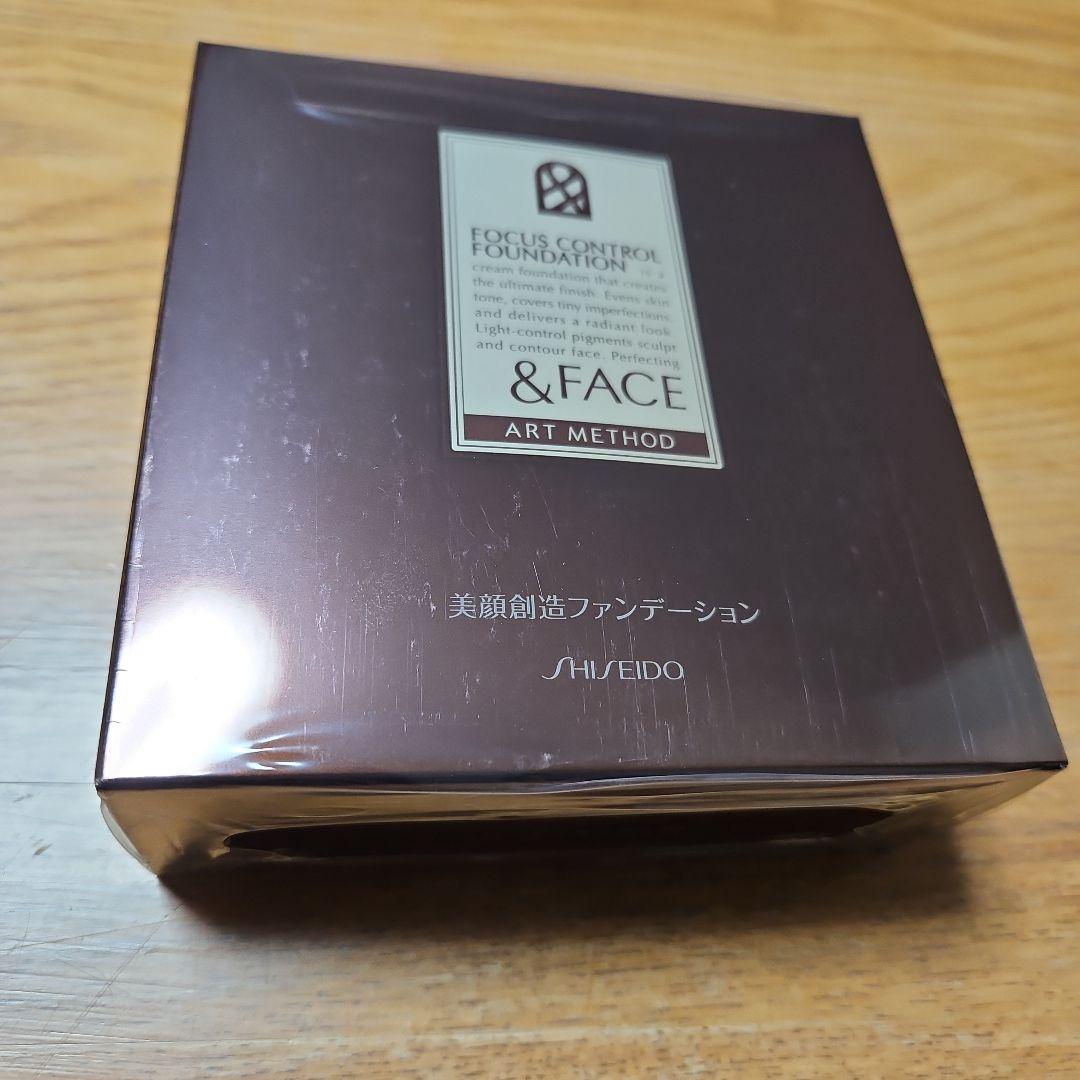 FOCUS CONTROL
FOUNDATION is a
cream foundation that creates
the ultimate finish. Evens skin
tone, covers tiny imperfections,
and delivers a radiant look.
Light-control pigments sculpt
and contour face. Perfecting
&FACE
ART METHOD
美顔創造ファンデーション
SHISEIDO